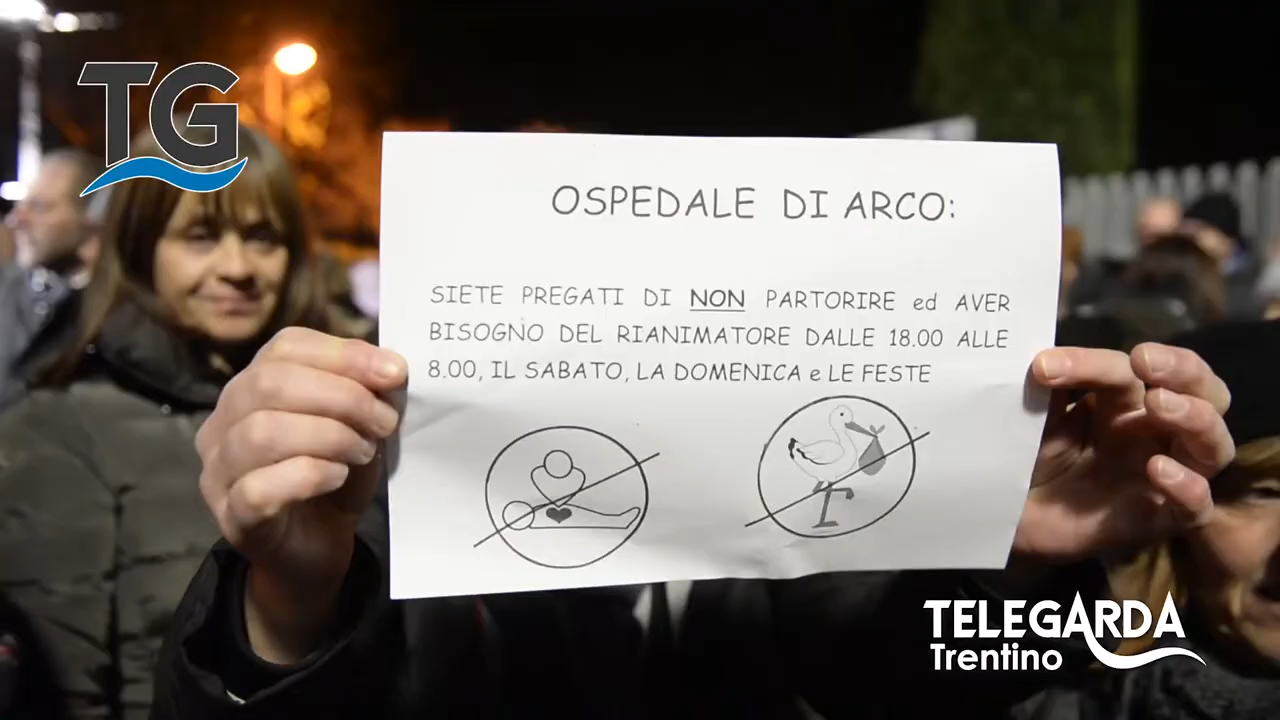 TG
OSPEDALE DI ARCO:
SIETE PREGATI DI NON PARTORIRE ed AVER
BISOGNO DEL RIANIMATORE DALLE 18.00 ALLE
8.00, IL SABATO, LA DOMENICA e LE FESTE
TELEGARDA
Trentino